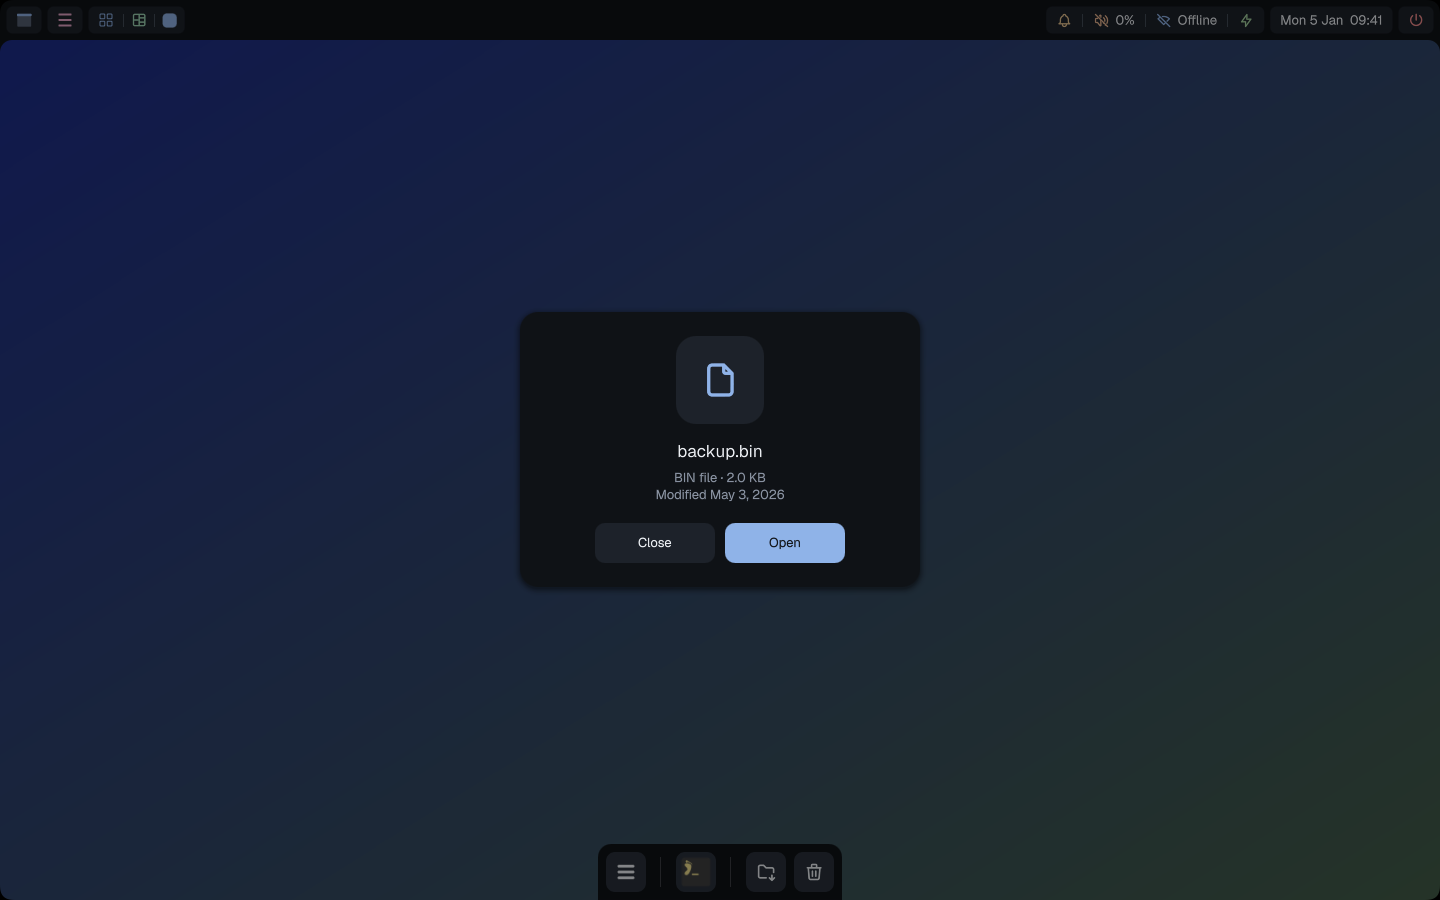 0%
Offline
Mon 5 Jan 09:41
backup.bin
BIN file · 2.0 KB
Modified May 3, 2026
Close
Open